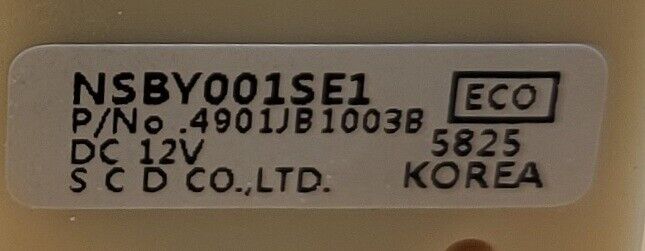 NSBY001SE1
ECO
P/No .4901JB1003B
DC 12V
5825
S C D CO.,LTD.
KOREA